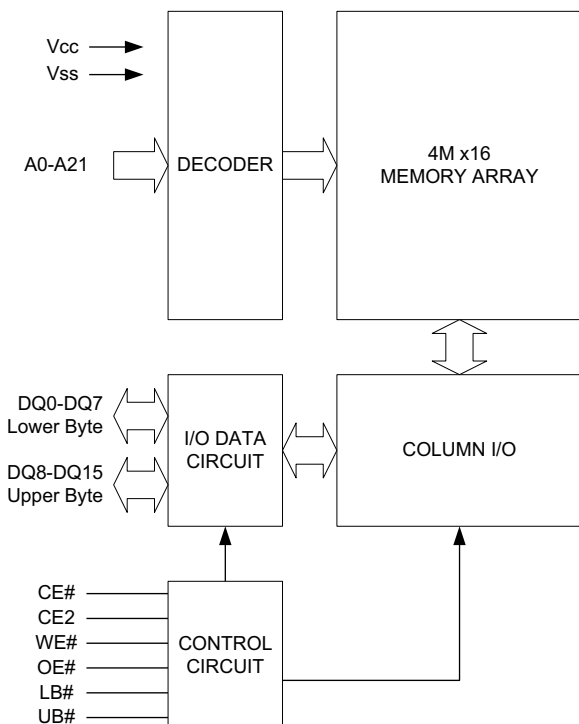 Vcc
Vss
A0-A21
DECODER
4M x16
MEMORY ARRAY
DQ0-DQ7
Lower Byte
DQ8-DQ15
Upper Byte
I/O DATA
CIRCUIT
COLUMN I/O
CE#
CE2
WE#
OE#
LB#
UB#
CONTROL
CIRCUIT